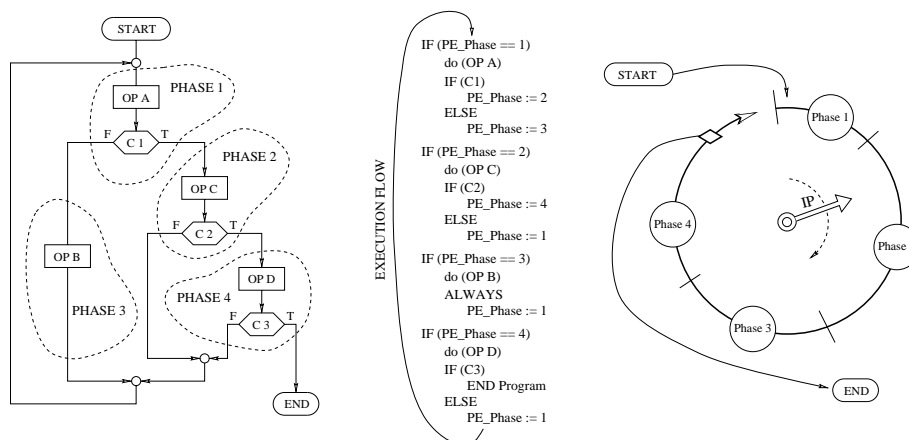 START
OP A
PHASE 1
F
C 1
T
PHASE 2
OP C
F
C 2
T
OP B
PHASE 3
OP D
PHASE 4
F
C 3
T
END
EXECUTION FLOW
IF (PE_Phase == 1)
do (OP A)
IF (C1)
PE_Phase := 2
ELSE
PE_Phase := 3
IF (PE_Phase == 2)
do (OP C)
IF (C2)
PE_Phase := 4
ELSE
PE_Phase := 1
IF (PE_Phase == 3)
do (OP B)
ALWAYS
PE_Phase := 1
IF (PE_Phase == 4)
do (OP D)
IF (C3)
END Program
ELSE
PE_Phase := 1
START
Phase 1
IP
Phase
Phase 4
Phase 3
END